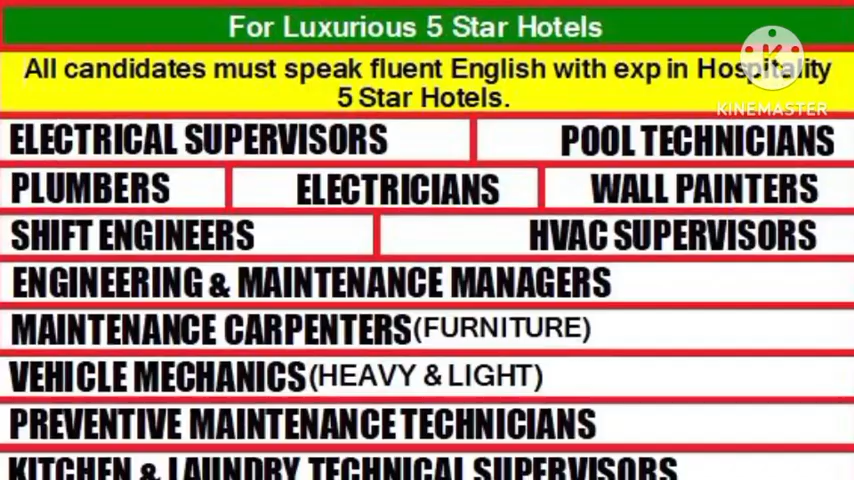 For Luxurious 5 Star Hotels
All candidates must speak fluent English with exp in Hospitality
5 Star Hotels.
K
KINEMASTER
ELECTRICAL SUPERVISORS
POOL TECHNICIANS
PLUMBERS
ELECTRICIANS
WALL PAINTERS
SHIFT ENGINEERS
HVAC SUPERVISORS
ENGINEERING & MAINTENANCE MANAGERS
MAINTENANCE CARPENTERS(FURNITURE)
VEHICLE MECHANICS(HEAVY & LIGHT)
PREVENTIVE MAINTENANCE TECHNICIANS
KITCHEN & LAUNDRY TECHNICAL SUPERVISORS